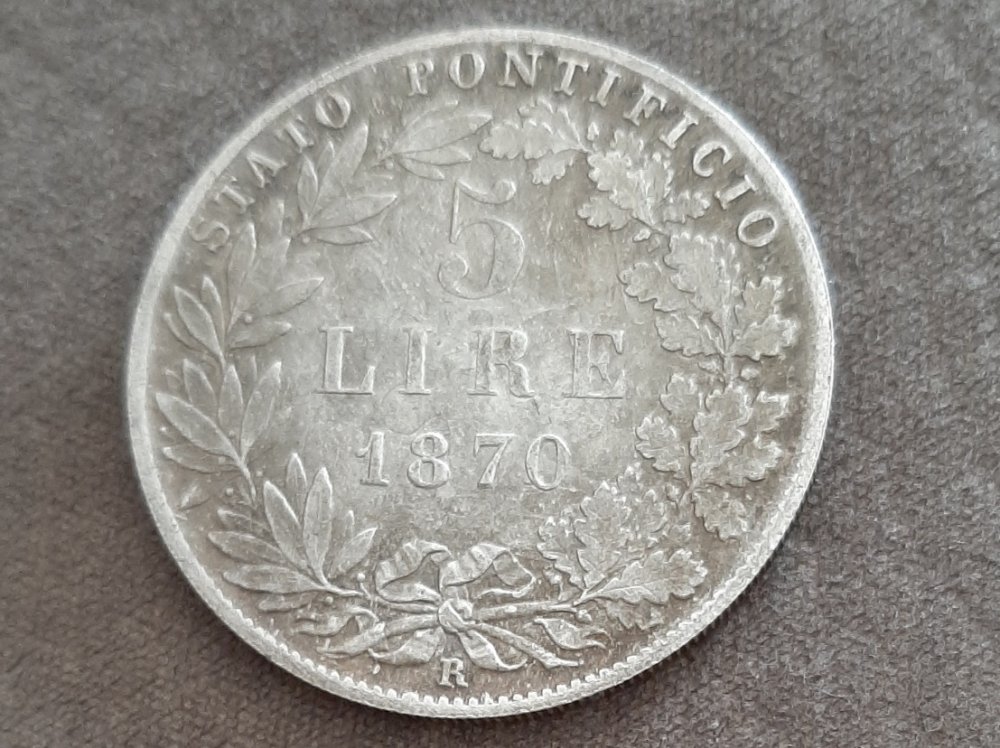 STATO PONTIFICIO
5
LIRE
1870
R